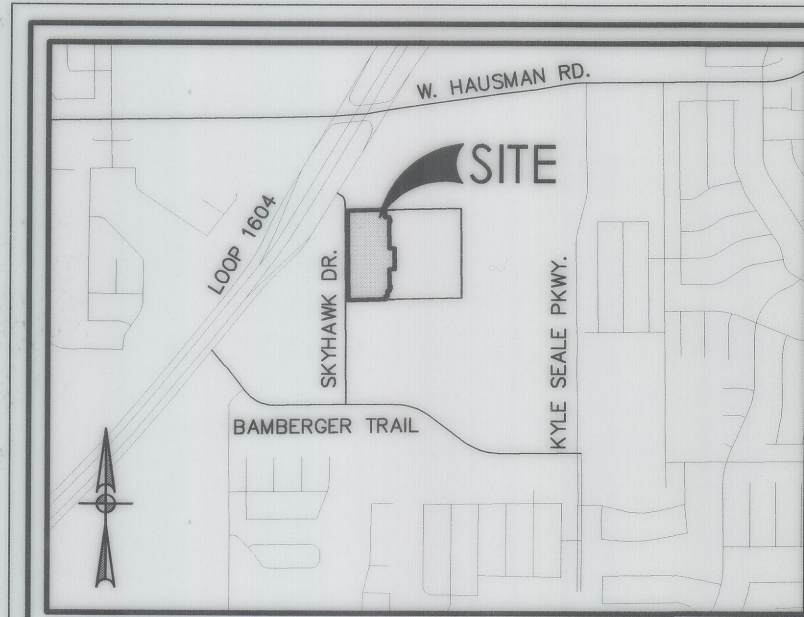 W. HAUSMAN RD.
SITE
LOOP 1604
SKYHAWK DR.
KYLE SEALE PKWY.
BAMBERGER TRAIL